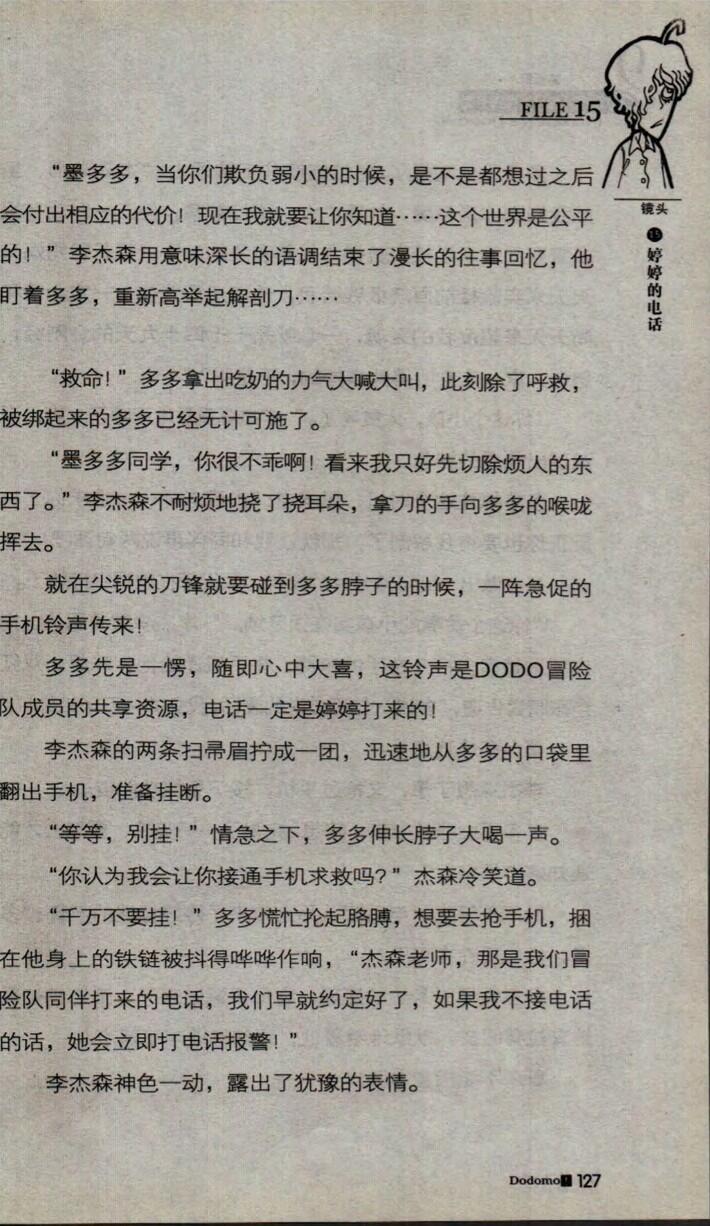 FILE 15
镜头
15
婷婷的电话
“墨多多，当你们欺负弱小的时候，是不是都想过之后
会付出相应的代价！现在我就要让你知道……这个世界是公平
的！”李杰森用意味深长的语调结束了漫长的往事回忆，他
盯着多多，重新高举起解剖刀……
“救命！”多多拿出吃奶的力气大喊大叫，此刻除了呼救，
被绑起来的多多已经无计可施了。
“墨多多同学，你很不乖啊！看来我只好先切除烦人的东
西了。”李杰森不耐烦地挠了挠耳朵，拿刀的手向多多的喉咙
挥去。
就在尖锐的刀锋就要碰到多多脖子的时候，一阵急促的
手机铃声传来！
多多先是一愣，随即心中大喜，这铃声是DODO冒险
队成员的共享资源，电话一定是婷婷打来的！
李杰森的两条扫帚眉拧成一团，迅速地从多多的口袋里
翻出手机，准备挂断。
“等等，别挂！”情急之下，多多伸长脖子大喝一声。
“你认为我会让你接通手机求救吗？”杰森冷笑道。
“千万不要挂！”多多慌忙抡起胳膊，想要去抢手机，捆
在他身上的铁链被抖得哗哗作响，“杰森老师，那是我们冒
险队同伴打来的电话，我们早就约定好了，如果我不接电话
的话，她会立即打电话报警！”
李杰森神色一动，露出了犹豫的表情。
Dodomo 127